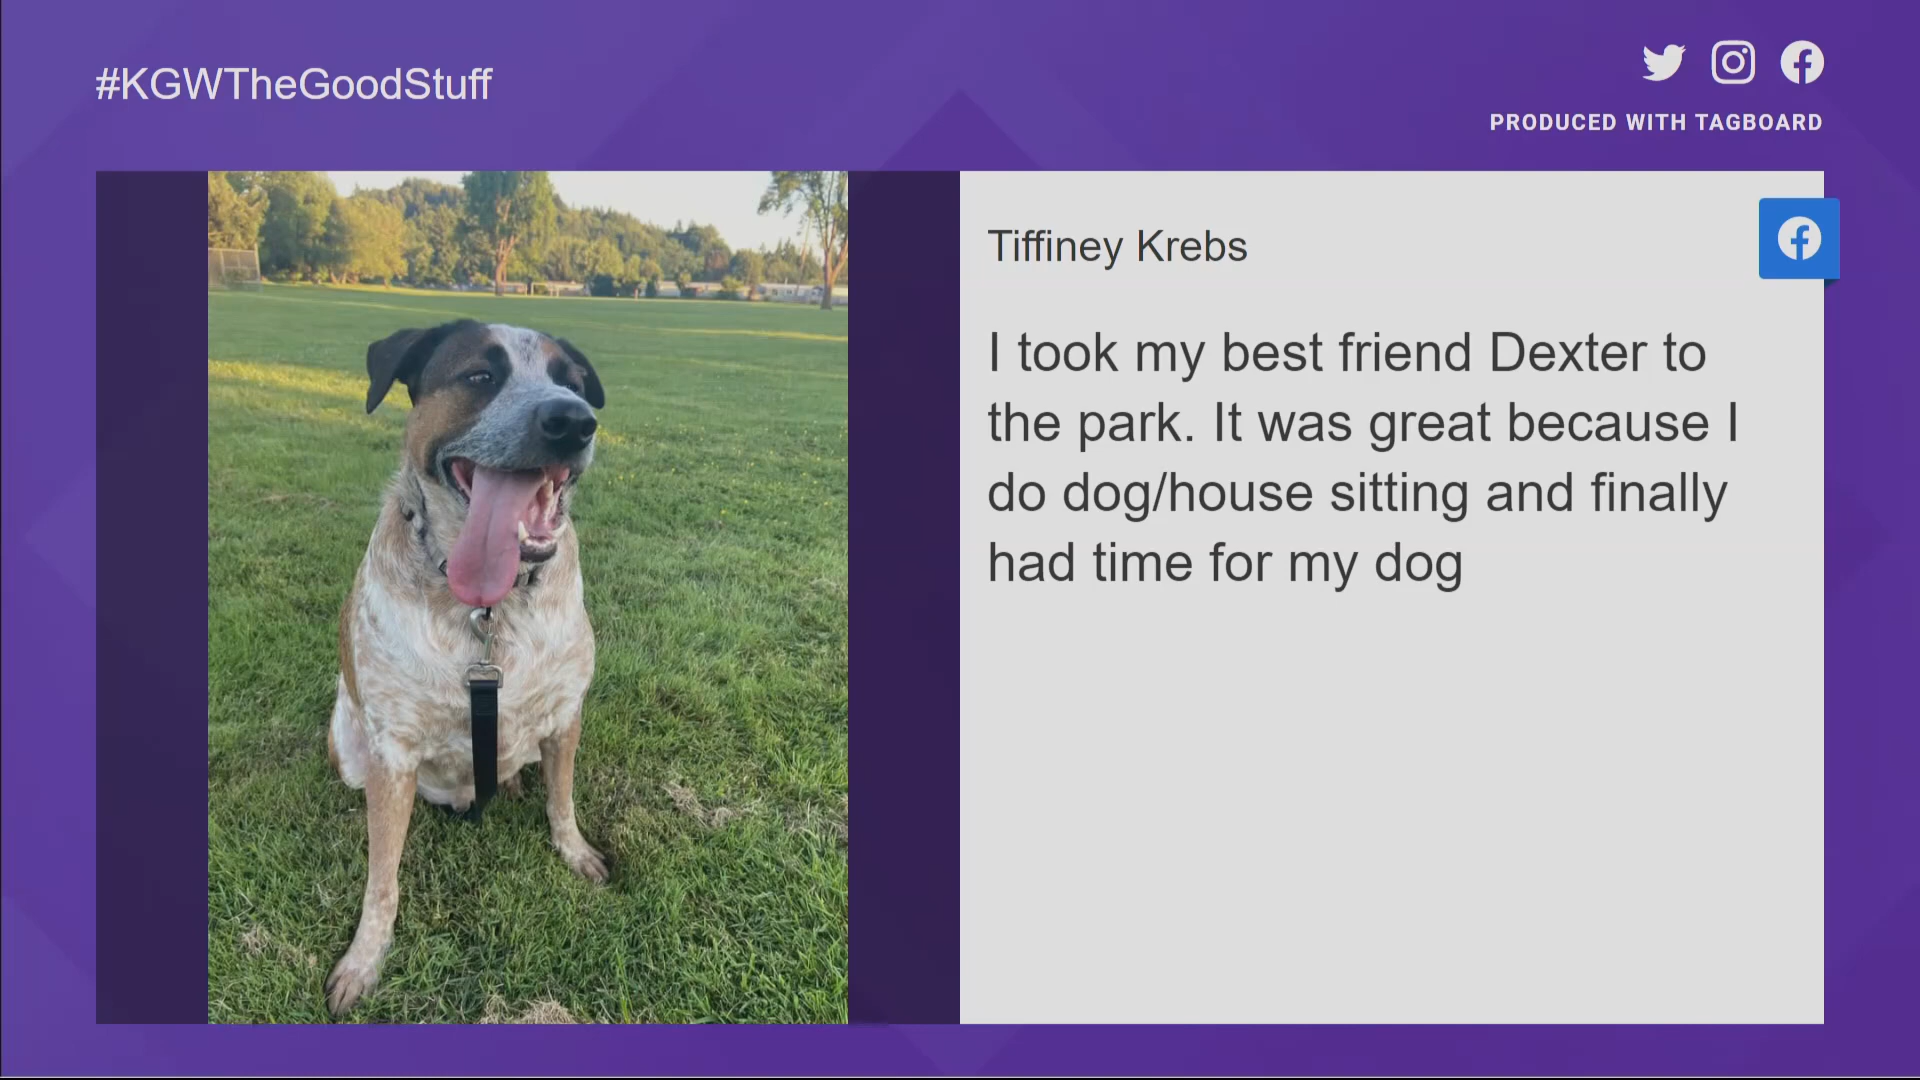 #KGWTheGoodStuff
PRODUCED WITH TAGBOARD
Tiffiney Krebs
I took my best friend Dexter to
the park. It was great because I
do dog/house sitting and finally
had time for my dog